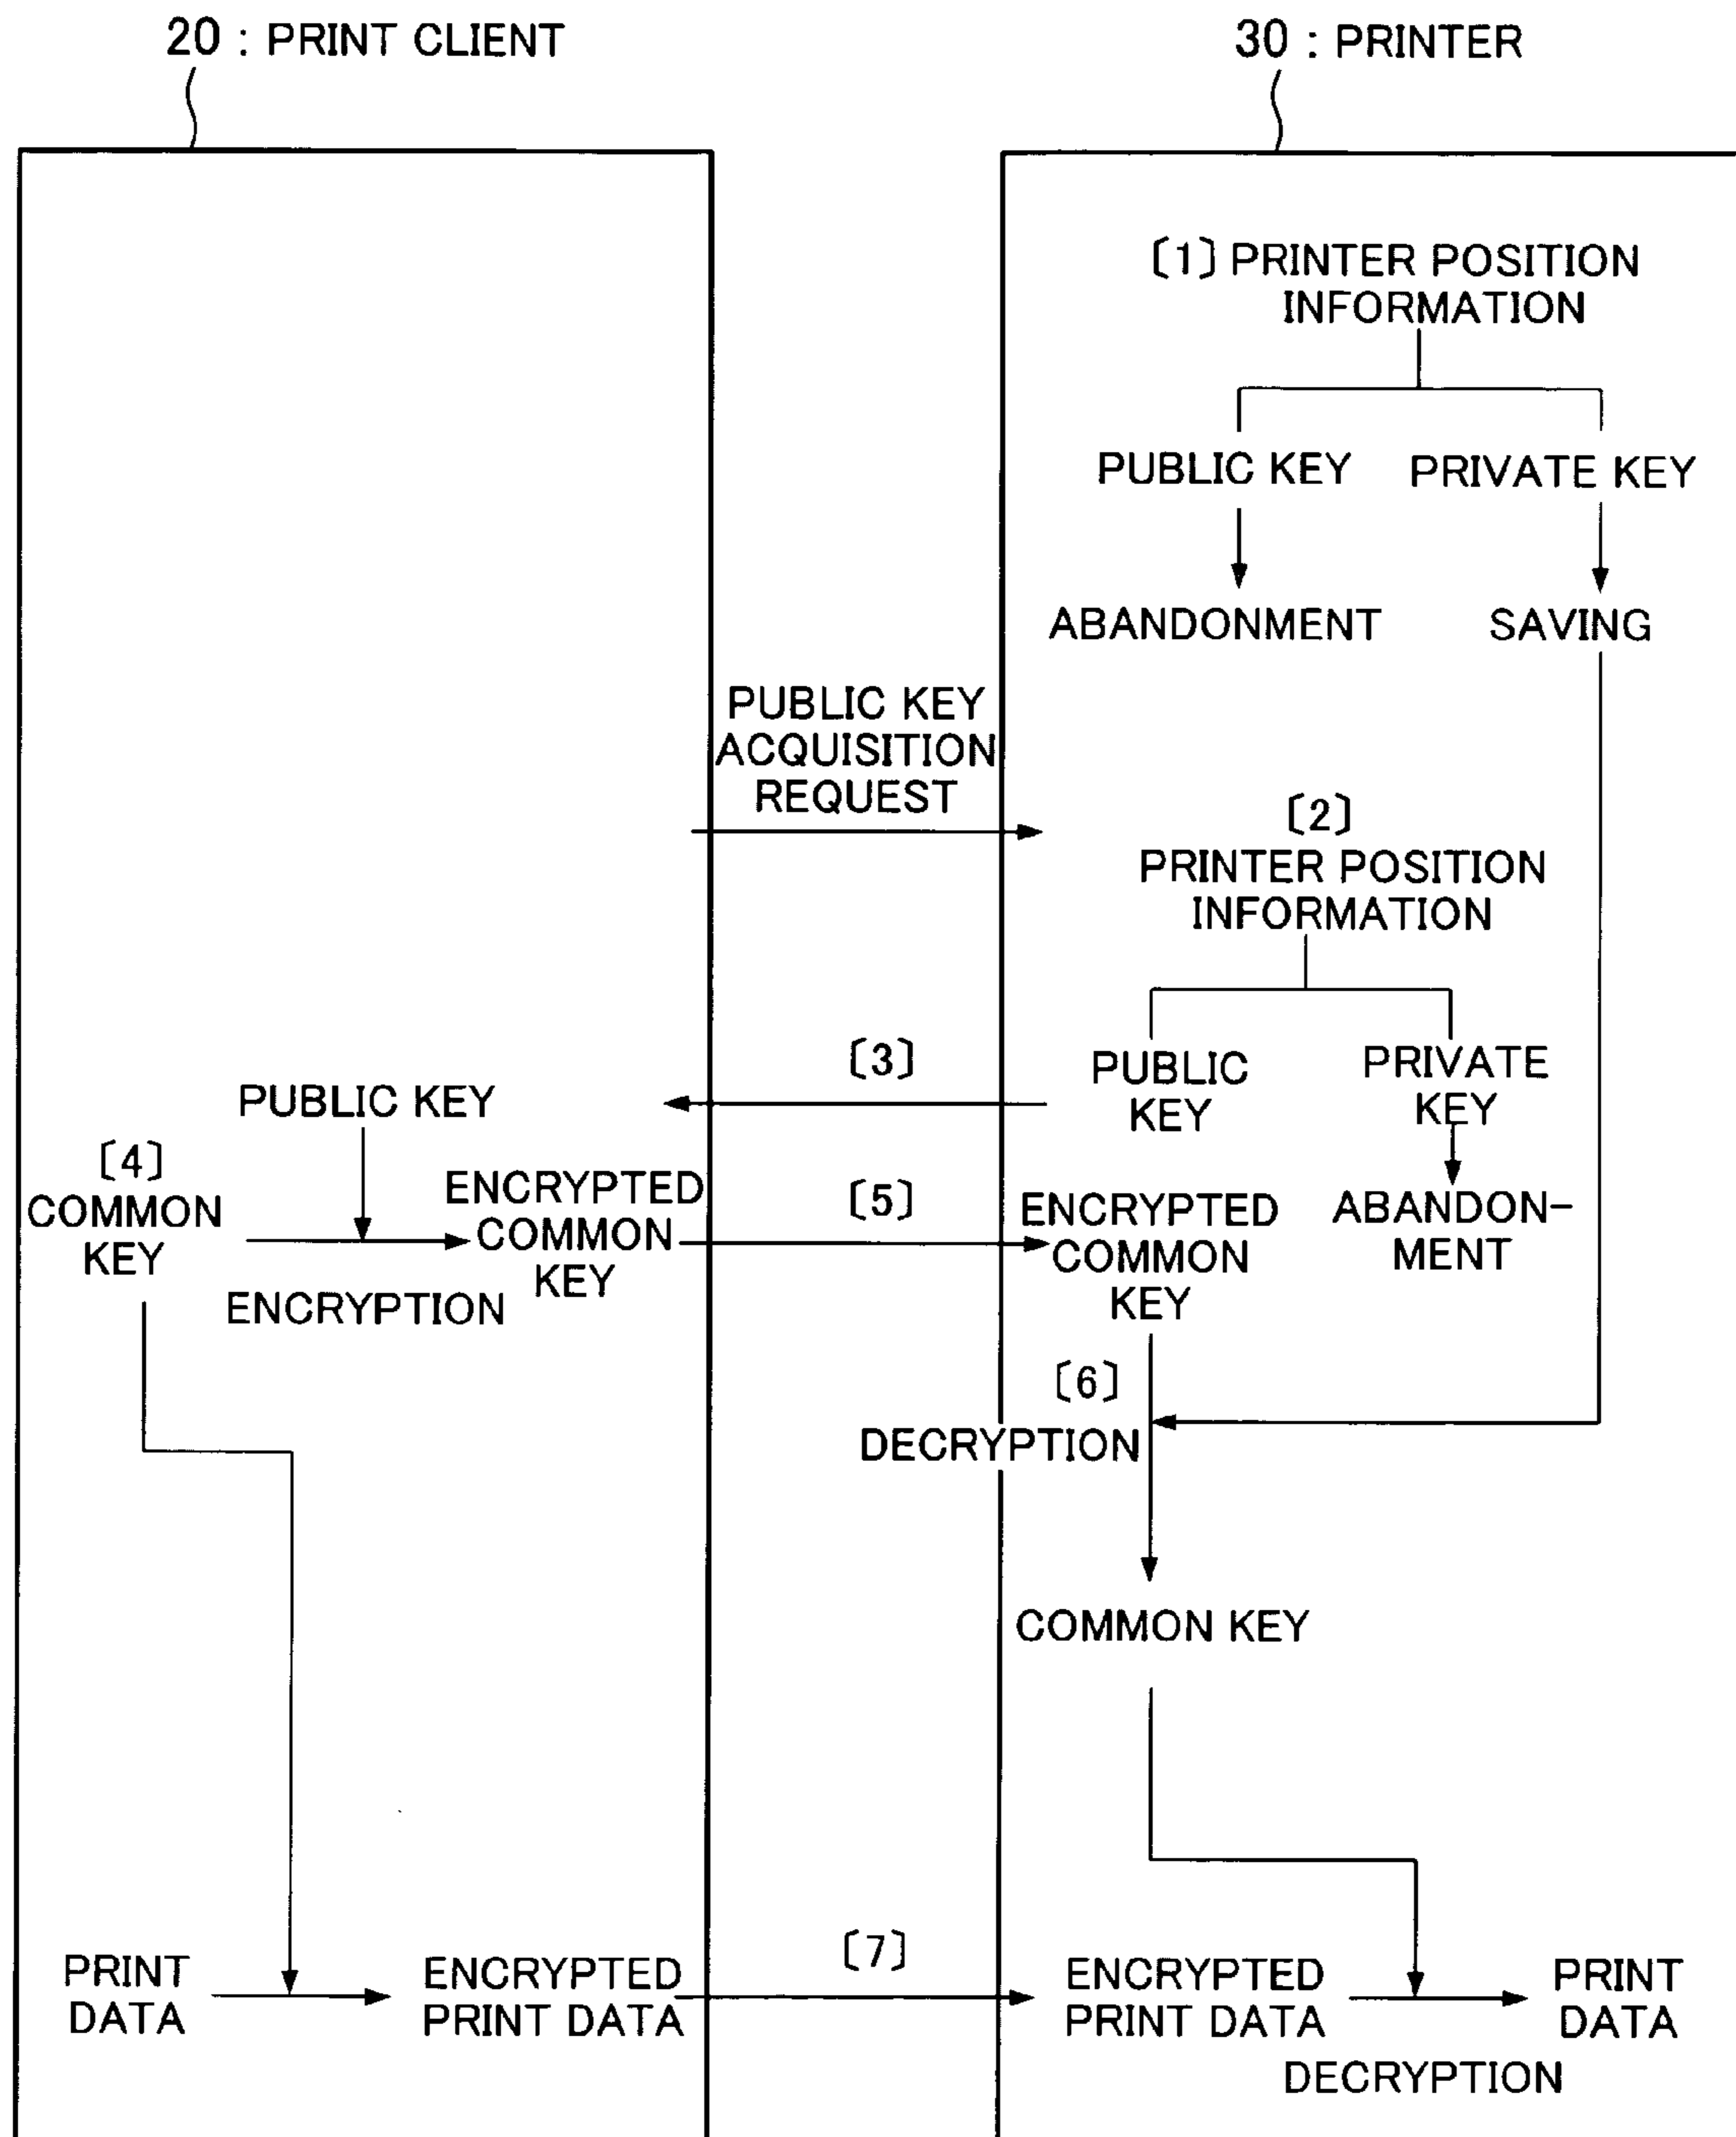 20 : PRINT CLIENT
30 : PRINTER
〔1〕 PRINTER POSITION
INFORMATION
PUBLIC KEY
PRIVATE KEY
ABANDONMENT
SAVING
PUBLIC KEY
ACQUISITION
REQUEST
〔2〕
PRINTER POSITION
INFORMATION
〔3〕
PUBLIC
KEY
PRIVATE
KEY
ABANDON-
MENT
PUBLIC KEY
〔4〕
COMMON
KEY
ENCRYPTION
ENCRYPTED
COMMON
KEY
〔5〕
ENCRYPTED
COMMON
KEY
〔6〕
DECRYPTION
COMMON KEY
PRINT
DATA
ENCRYPTED
PRINT DATA
〔7〕
ENCRYPTED
PRINT DATA
DECRYPTION
PRINT
DATA